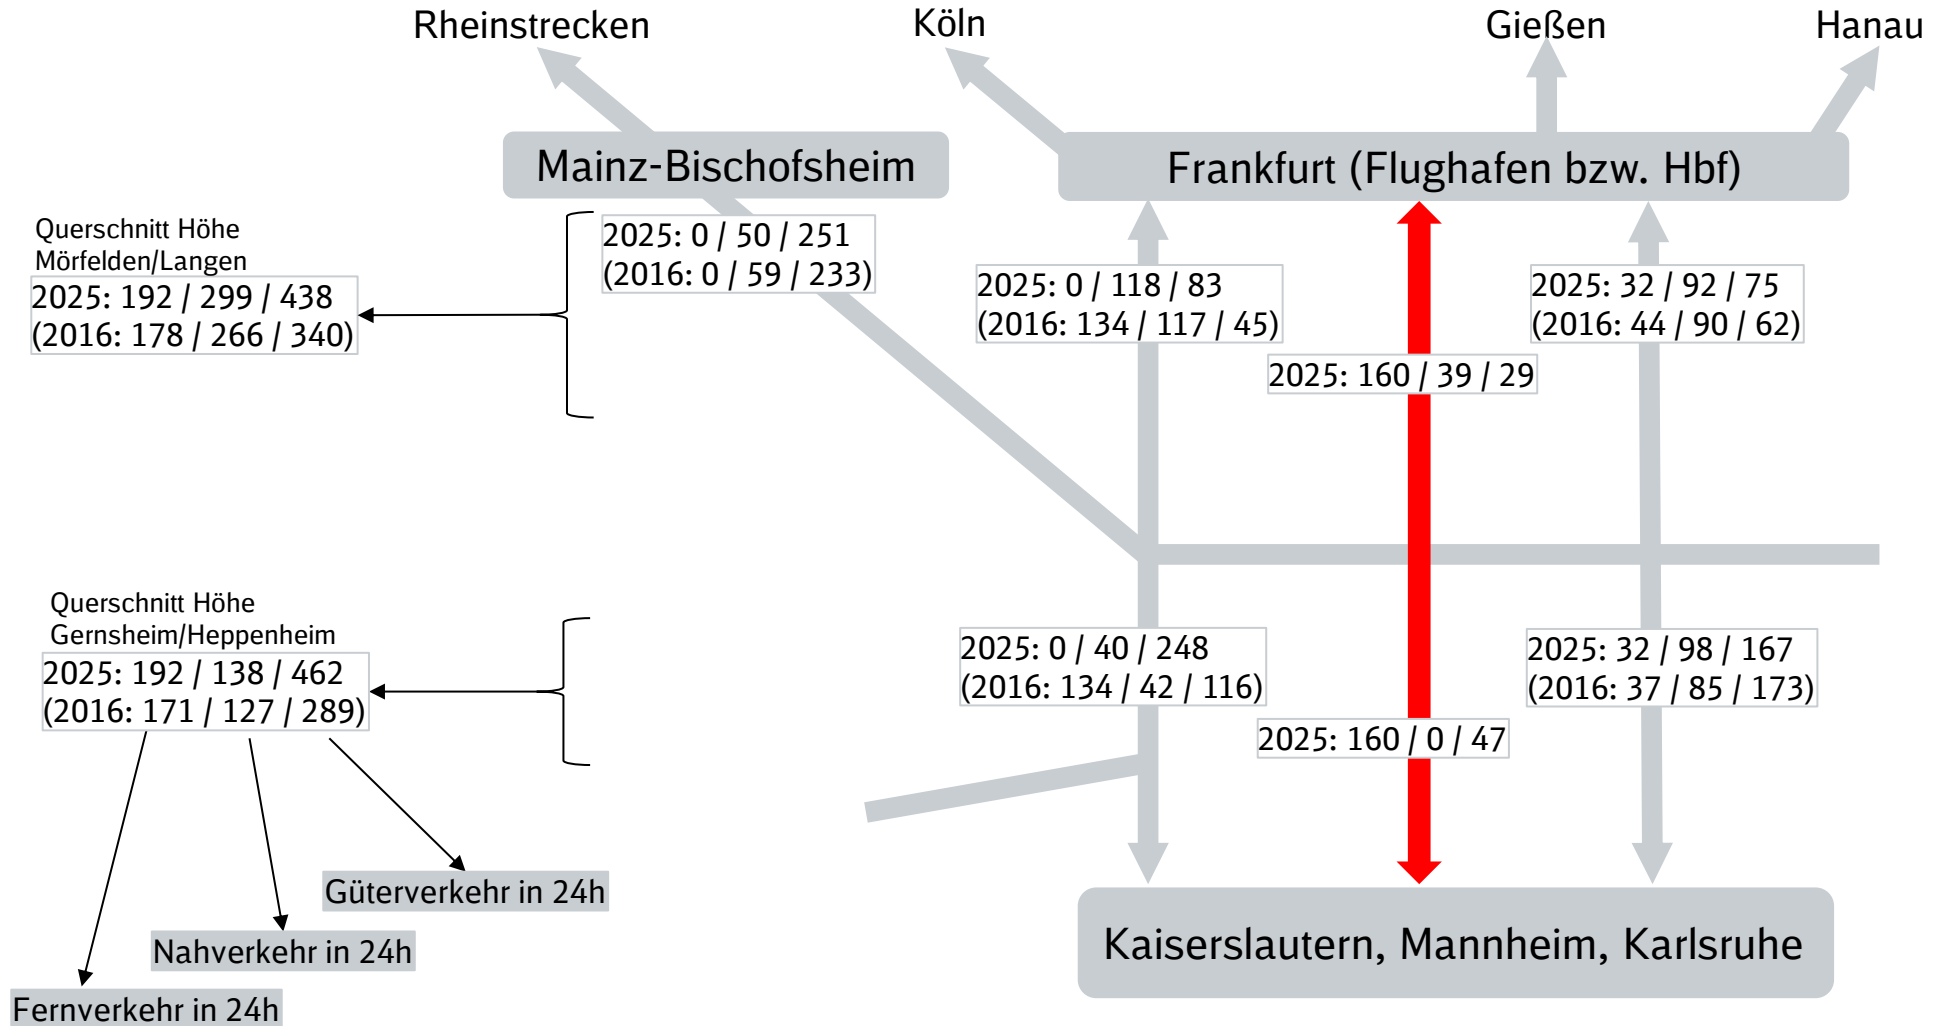 Rheinstrecken
Köln
Gießen
Hanau
Mainz-Bischofsheim
Frankfurt (Flughafen bzw. Hbf)
Querschnitt Höhe
Mörfelden/Langen
2025: 192 / 299 / 438
(2016: 178 / 266 / 340)
2025: 0 / 50 / 251
(2016: 0 / 59 / 233)
2025: 0 / 118 / 83
(2016: 134 / 117 / 45)
2025: 160 / 39 / 29
2025: 32 / 92 / 75
(2016: 44 / 90 / 62)
Querschnitt Höhe
Gernsheim/Heppenheim
2025: 192 / 138 / 462
(2016: 171 / 127 / 289)
2025: 0 / 40 / 248
(2016: 134 / 42 / 116)
2025: 160 / 0 / 47
2025: 32 / 98 / 167
(2016: 37 / 85 / 173)
Güterverkehr in 24h
Nahverkehr in 24h
Fernverkehr in 24h
Kaiserslautern, Mannheim, Karlsruhe